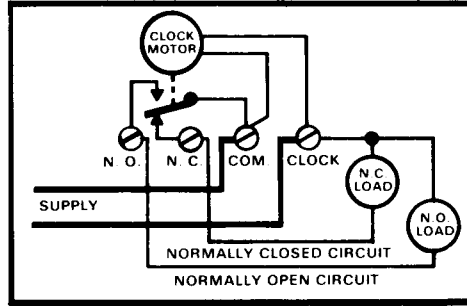 CLOCK
MOTOR
N. O. N. C. COM. CLOCK
N.C.
LOAD
SUPPLY
N.O.
LOAD
NORMALLY CLOSED CIRCUIT
NORMALLY OPEN CIRCUIT